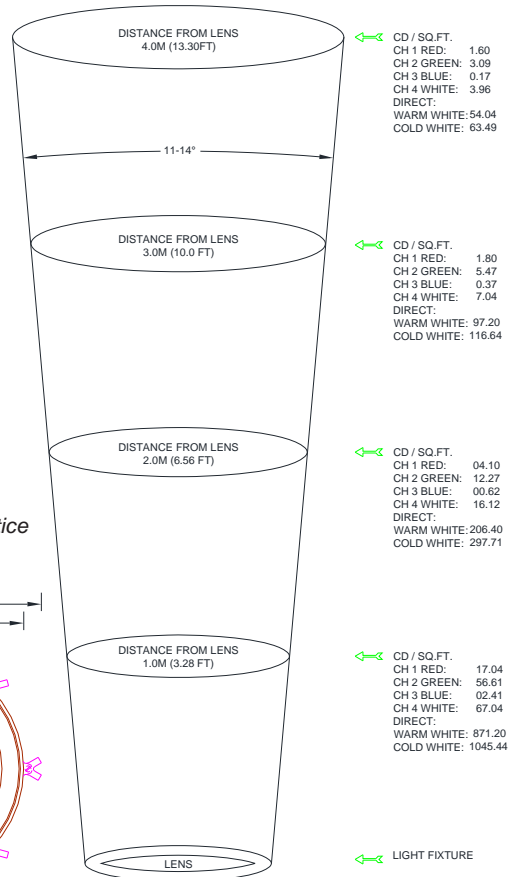 DISTANCE FROM LENS
4.0M (13.30FT)
CD / SQ.FT.
CH 1 RED: 1.60
CH 2 GREEN: 3.09
CH 3 BLUE: 0.17
CH 4 WHITE: 3.96
DIRECT:
WARM WHITE: 54.04
COLD WHITE: 63.49
11-14°
DISTANCE FROM LENS
3.0M (10.0 FT)
CD / SQ.FT.
CH 1 RED: 1.80
CH 2 GREEN: 5.47
CH 3 BLUE: 0.37
CH 4 WHITE: 7.04
DIRECT:
WARM WHITE: 97.20
COLD WHITE: 116.64
DISTANCE FROM LENS
2.0M (6.56 FT)
CD / SQ.FT.
CH 1 RED: 04.10
CH 2 GREEN: 12.27
CH 3 BLUE: 00.62
CH 4 WHITE: 16.12
DIRECT:
WARM WHITE: 206.40
COLD WHITE: 297.71
DISTANCE FROM LENS
1.0M (3.28 FT)
CD / SQ.FT.
CH 1 RED: 17.04
CH 2 GREEN: 56.61
CH 3 BLUE: 02.41
CH 4 WHITE: 67.04
DIRECT:
WARM WHITE: 871.20
COLD WHITE: 1045.44
LENS
LIGHT FIXTURE